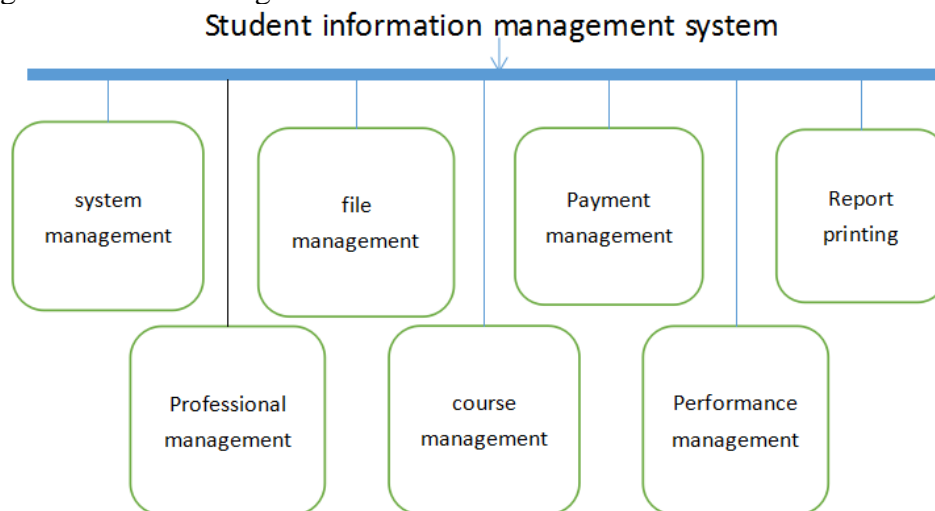 Student information management system
system
management
file
management
Payment
management
Report
printing
Professional
management
course
management
Performance
management